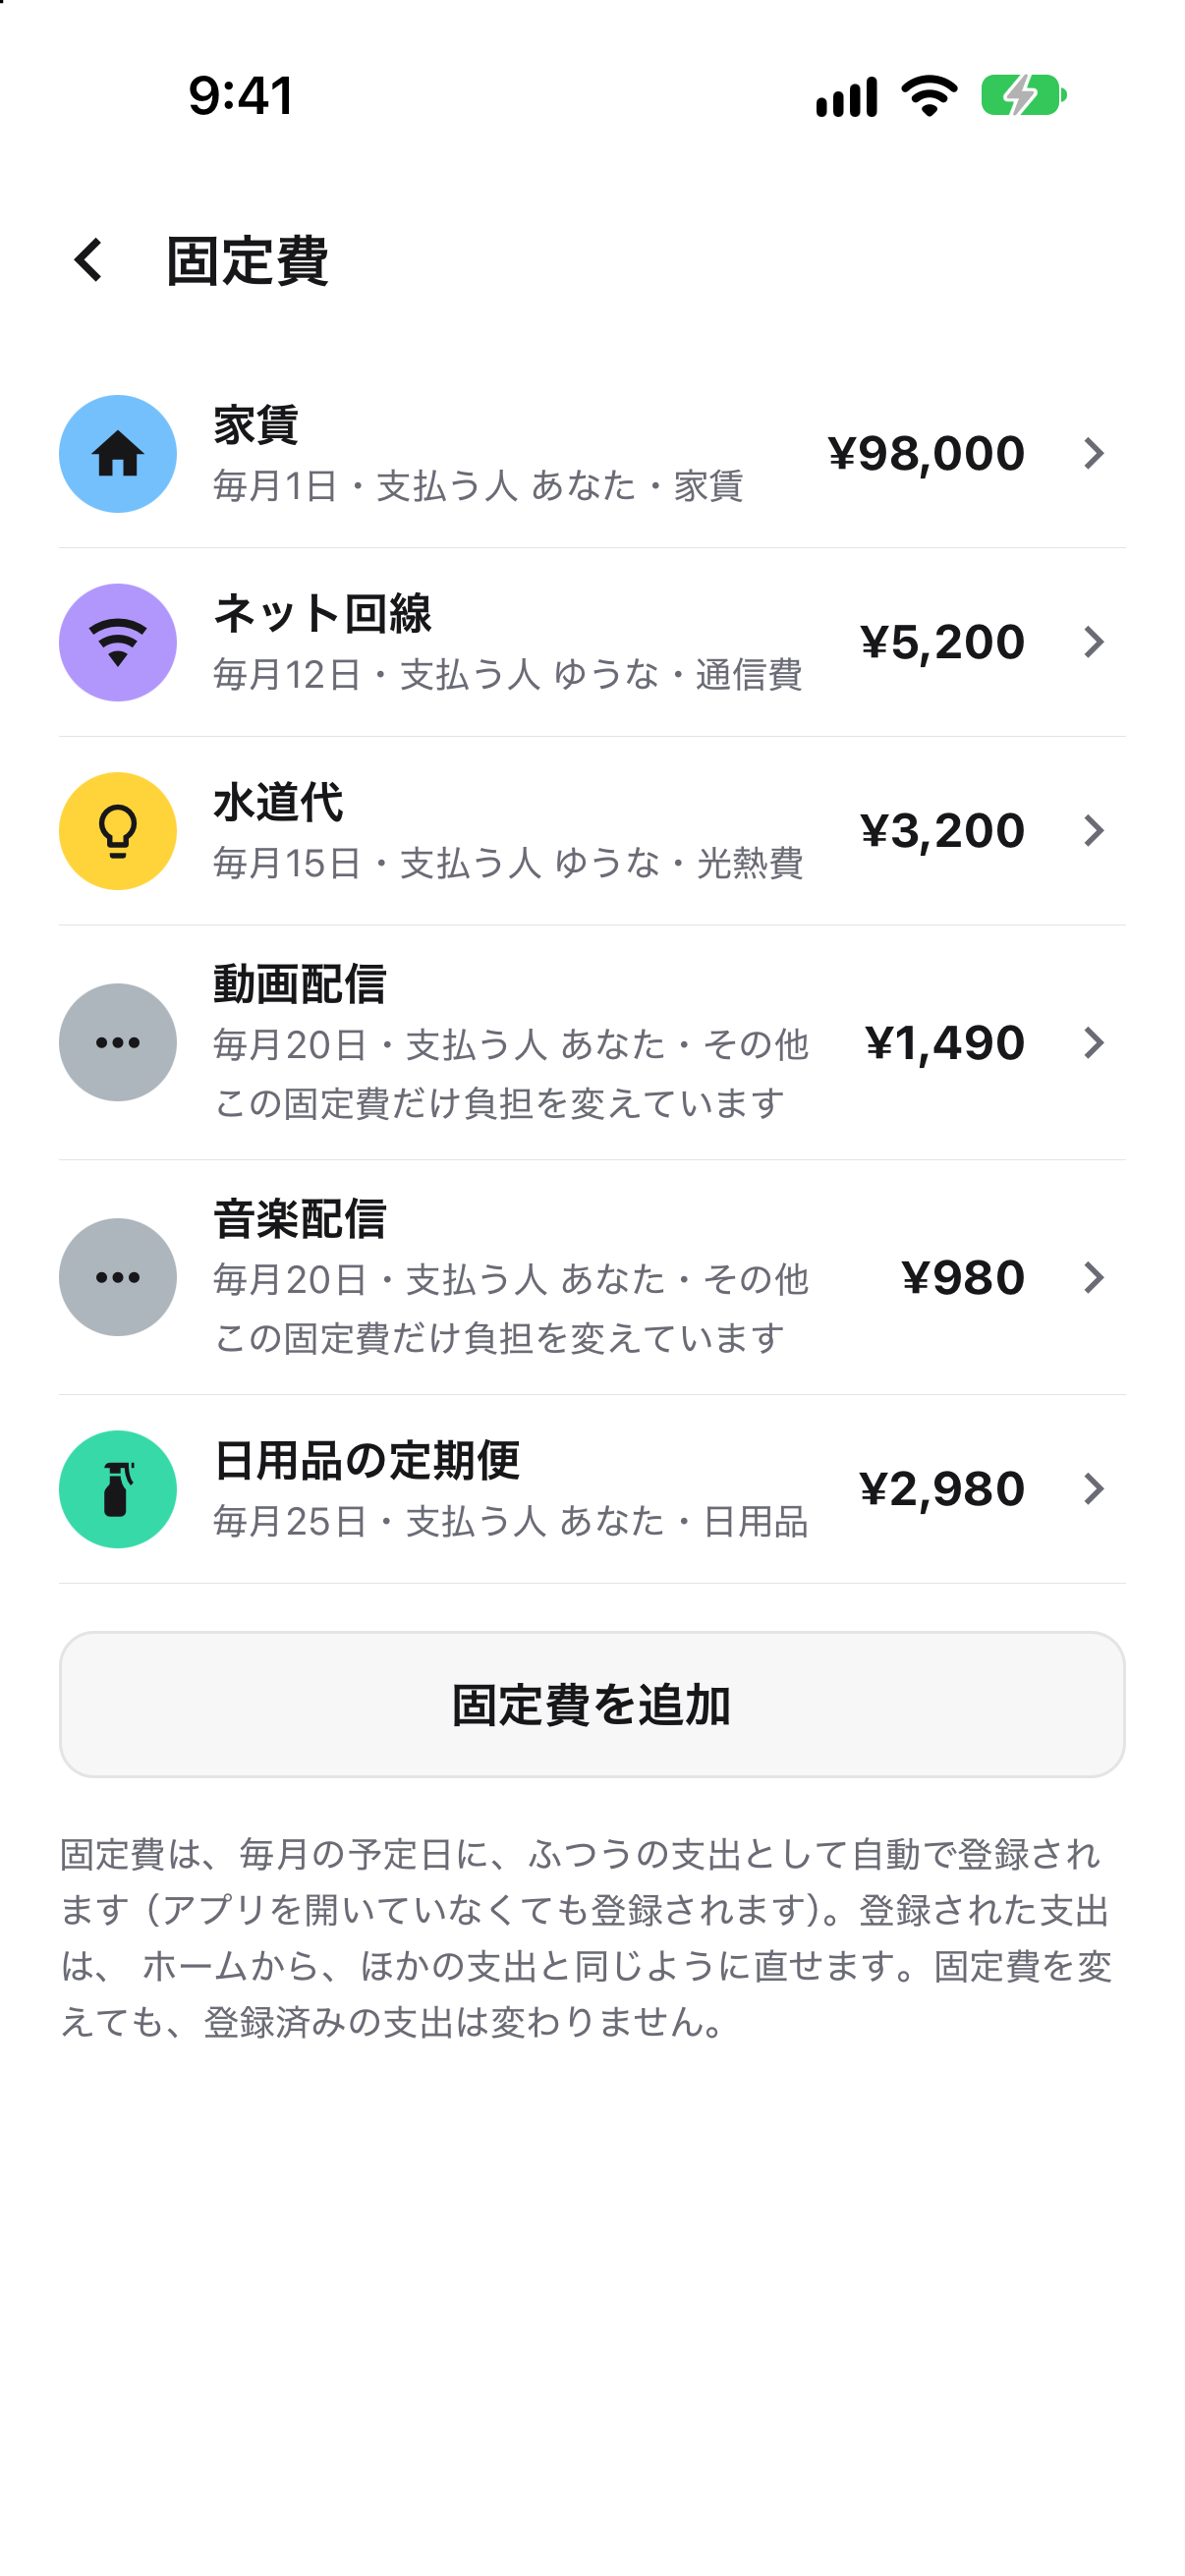 9:41
固定費
家賃
毎月1日・支払う人 あなた・家賃
¥98,000
ネット回線
毎月12日・支払う人 ゆうな・通信費
¥5,200
水道代
毎月15日・支払う人 ゆうな・光熱費
¥3,200
動画配信
毎月20日・支払う人 あなた・その他
この固定費だけ負担を変えています
¥1,490
音楽配信
毎月20日・支払う人 あなた・その他
この固定費だけ負担を変えています
¥980
日用品の定期便
毎月25日・支払う人 あなた・日用品
¥2,980
固定費を追加
固定費は、毎月の予定日に、ふつうの支出として自動で登録され
ます（アプリを開いていなくても登録されます）。登録された支出
は、 ホームから、ほかの支出と同じように直せます。固定費を変
えても、登録済みの支出は変わりません。